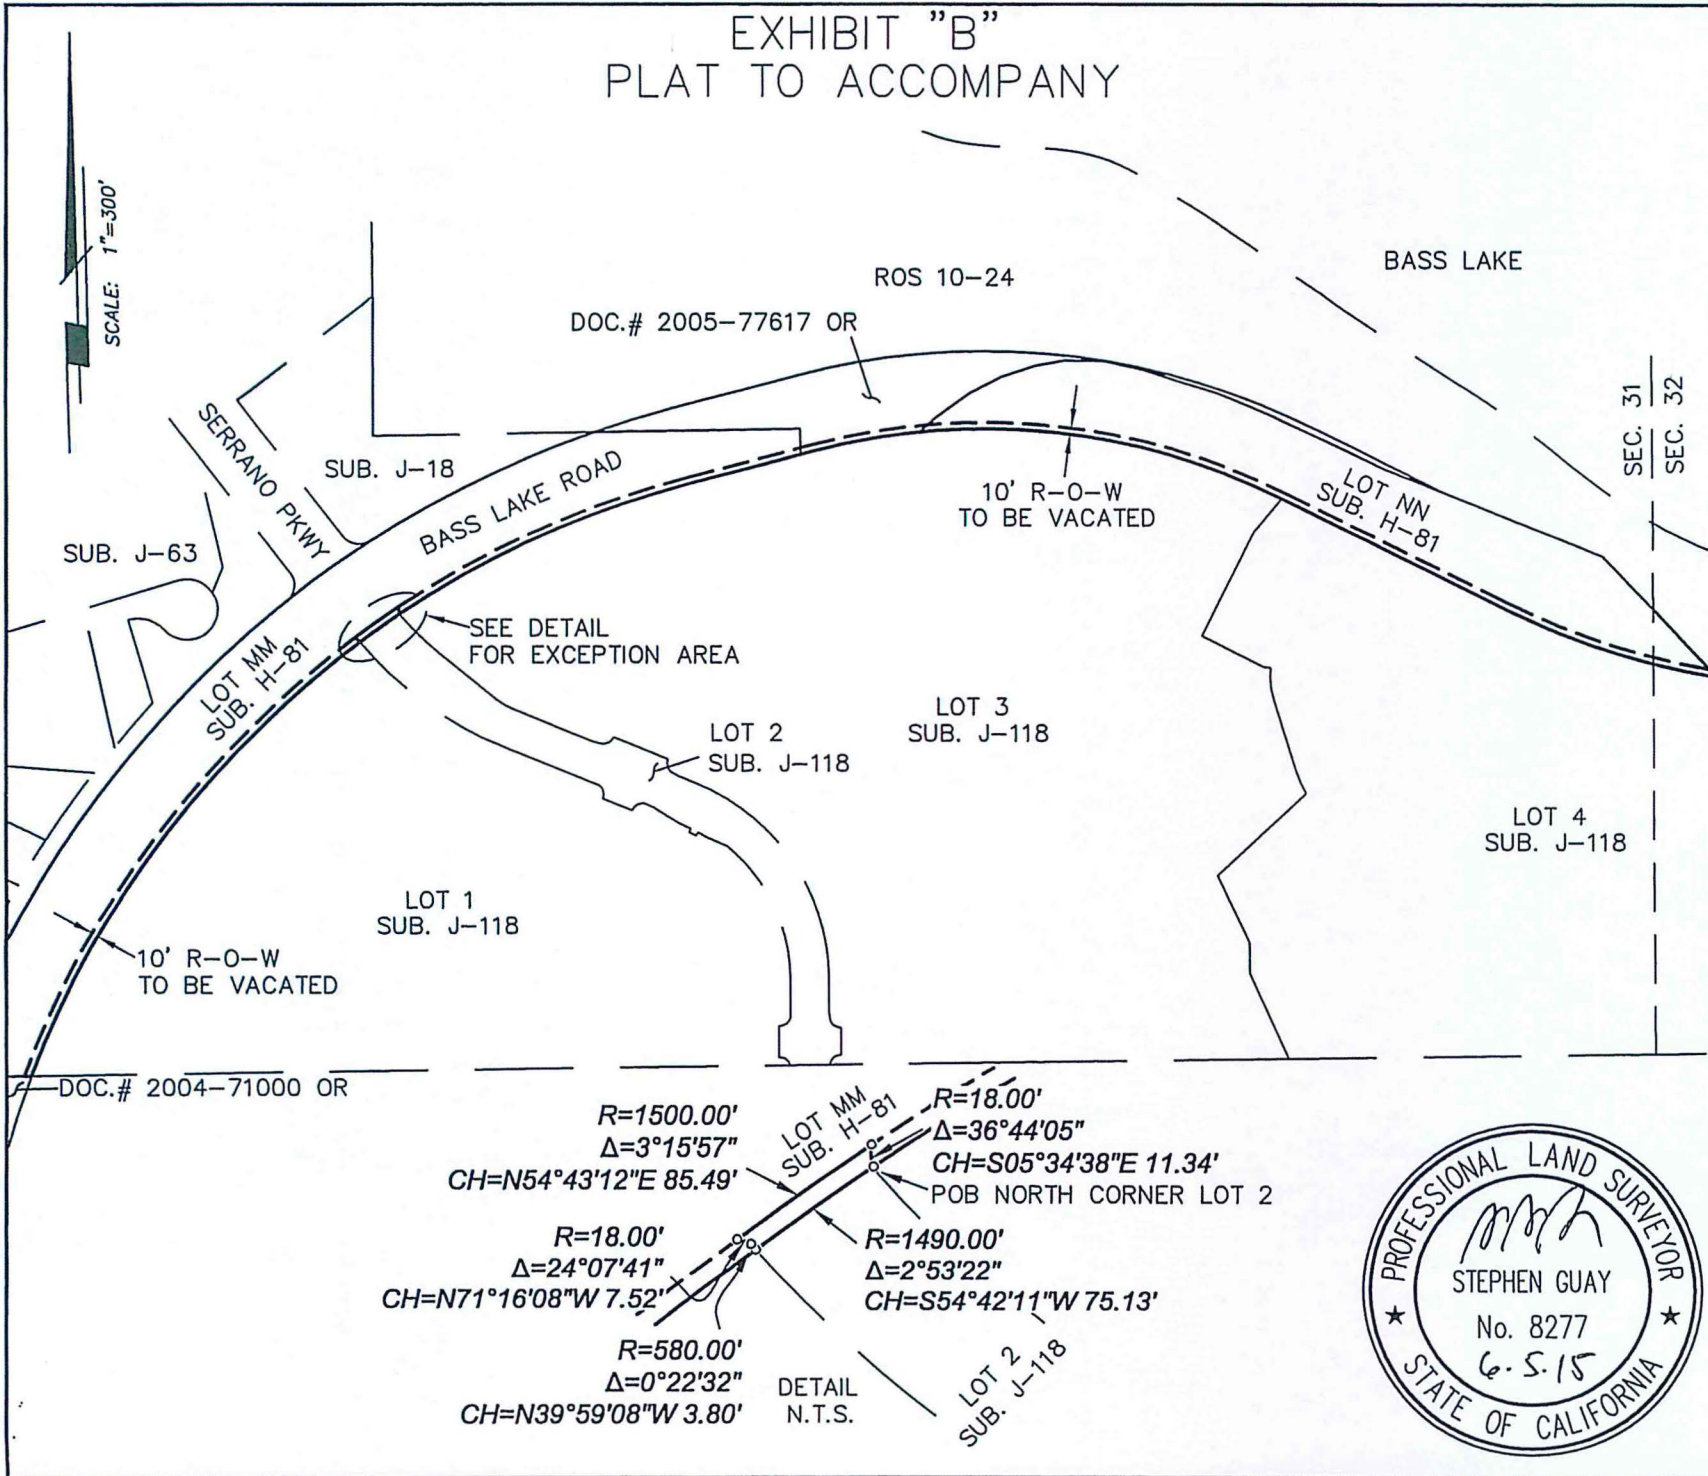 EXHIBIT "B"
PLAT TO ACCOMPANY
SCALE: 1"=300'
BASS LAKE
ROS 10-24
DOC.# 2005-77617 OR
SEC. 31
SEC. 32
SERRANO PKWY
SUB. J-18
BASS LAKE ROAD
10' R-O-W
TO BE VACATED
LOT NN
SUB. H-81
SUB. J-63
SEE DETAIL
FOR EXCEPTION AREA
LOT MM
SUB. H-81
LOT 2
SUB. J-118
LOT 3
SUB. J-118
LOT 4
SUB. J-118
LOT 1
SUB. J-118
10' R-O-W
TO BE VACATED
DOC.# 2004-71000 OR
R=1500.00'
Δ=3°15'57"
CH=N54°43'12"E 85.49'
LOT MM
SUB. H-81
R=18.00'
Δ=36°44'05"
CH=S05°34'38"E 11.34'
POB NORTH CORNER LOT 2
R=18.00'
Δ=24°07'41"
CH=N71°16'08"W 7.52'
R=1490.00'
Δ=2°53'22"
CH=S54°42'11"W 75.13'
R=580.00'
Δ=0°22'32"
CH=N39°59'08"W 3.80'
DETAIL
N.T.S.
LOT 2
SUB. J-118
PROFESSIONAL LAND SURVEYOR
STEPHEN GUAY
No. 8277
6.5.15
STATE OF CALIFORNIA